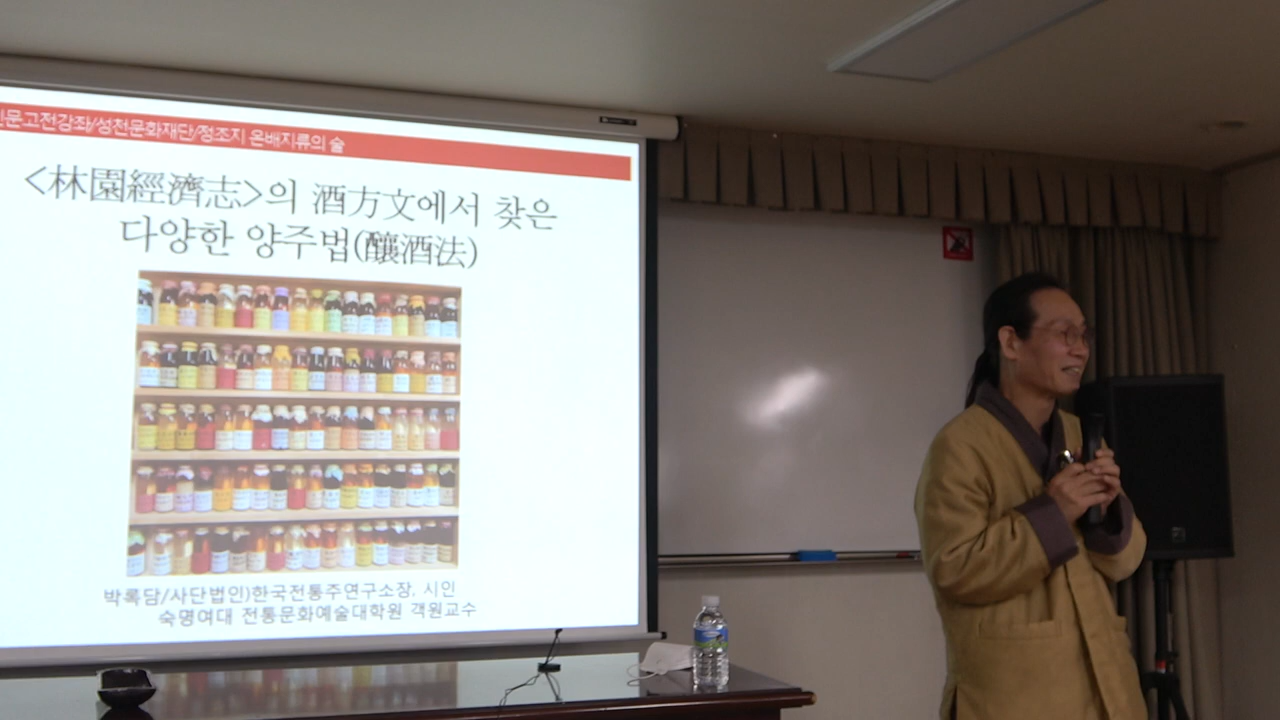 인문고전강좌/성천문화재단/정조지 온배지류의 술
<林園經濟志>의 酒方文에서 찾은
다양한 양주법(釀酒法)
박록담/사단법인)한국전통주연구소장, 시인
숙명여대 전통문화예술대학원 객원교수